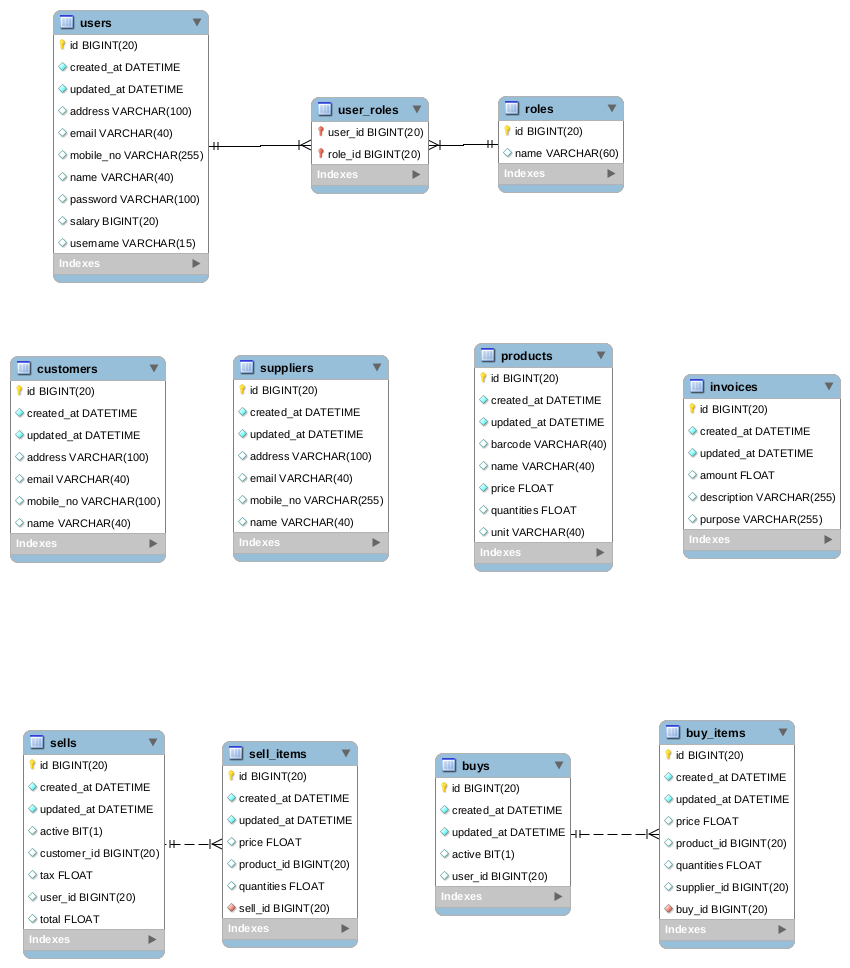 users
id BIGINT(20)
created_at DATETIME
updated_at DATETIME
address VARCHAR(100)
email VARCHAR(40)
mobile_no VARCHAR(255)
name VARCHAR(40)
password VARCHAR(100)
salary BIGINT(20)
username VARCHAR(15)
Indexes
user_roles
user_id BIGINT(20)
role_id BIGINT(20)
Indexes
roles
id BIGINT(20)
name VARCHAR(60)
Indexes
customers
id BIGINT(20)
created_at DATETIME
updated_at DATETIME
address VARCHAR(100)
email VARCHAR(40)
mobile_no VARCHAR(100)
name VARCHAR(40)
Indexes
suppliers
id BIGINT(20)
created_at DATETIME
updated_at DATETIME
address VARCHAR(100)
email VARCHAR(40)
mobile_no VARCHAR(255)
name VARCHAR(40)
Indexes
products
id BIGINT(20)
created_at DATETIME
updated_at DATETIME
barcode VARCHAR(40)
name VARCHAR(40)
price FLOAT
quantities FLOAT
unit VARCHAR(40)
Indexes
invoices
id BIGINT(20)
created_at DATETIME
updated_at DATETIME
amount FLOAT
description VARCHAR(255)
purpose VARCHAR(255)
Indexes
sells
id BIGINT(20)
created_at DATETIME
updated_at DATETIME
active BIT(1)
customer_id BIGINT(20)
tax FLOAT
user_id BIGINT(20)
total FLOAT
Indexes
sell_items
id BIGINT(20)
created_at DATETIME
updated_at DATETIME
price FLOAT
product_id BIGINT(20)
quantities FLOAT
sell_id BIGINT(20)
Indexes
buys
id BIGINT(20)
created_at DATETIME
updated_at DATETIME
active BIT(1)
user_id BIGINT(20)
Indexes
buy_items
id BIGINT(20)
created_at DATETIME
updated_at DATETIME
price FLOAT
product_id BIGINT(20)
quantities FLOAT
supplier_id BIGINT(20)
buy_id BIGINT(20)
Indexes